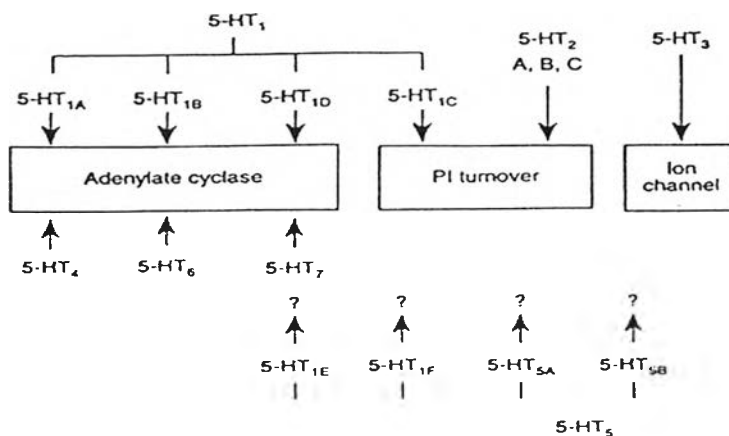 5-HT1
5-HT2
5-HT3
A, B, C
5-HT1A 5-HT1B 5-HT1D 5-HT1C
Adenylate cyclase
PI turnover
Ion
channel
5-HT4 5-HT6 5-HT7
? ? ? ?
5-HT1E 5-HT1F 5-HT5A 5-HT5B
5-HT5